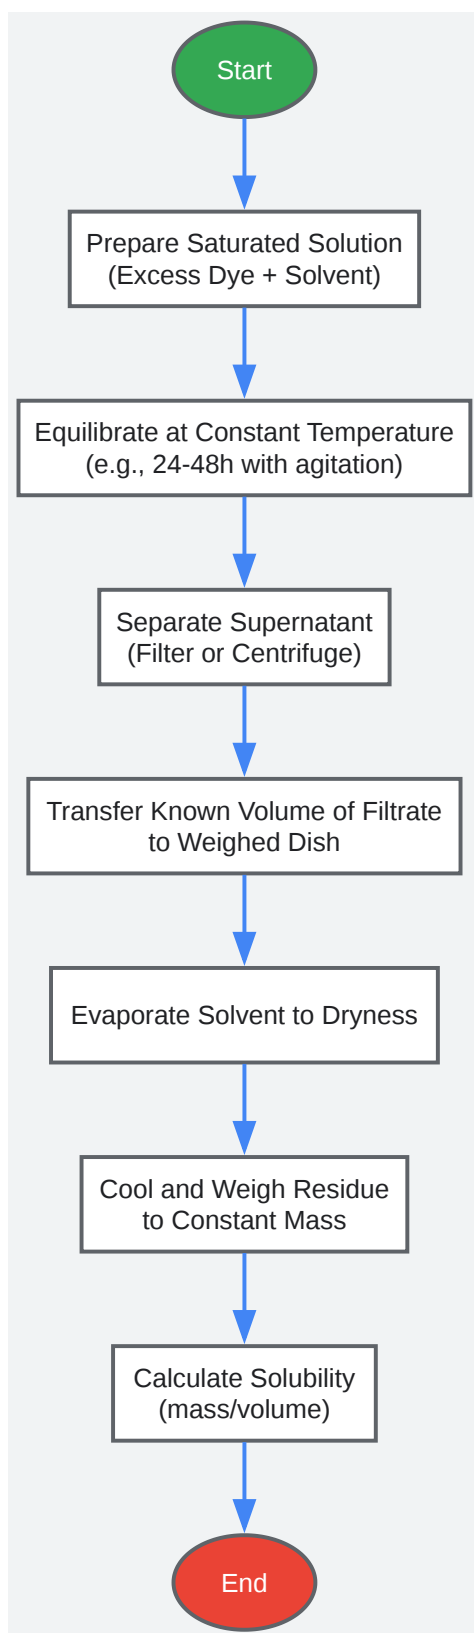 Start
Prepare Saturated Solution
(Excess Dye + Solvent)
Equilibrate at Constant Temperature
(e.g., 24-48h with agitation)
Separate Supernatant
(Filter or Centrifuge)
Transfer Known Volume of Filtrate
to Weighed Dish
Evaporate Solvent to Dryness
Cool and Weigh Residue
to Constant Mass
Calculate Solubility
(mass/volume)
End